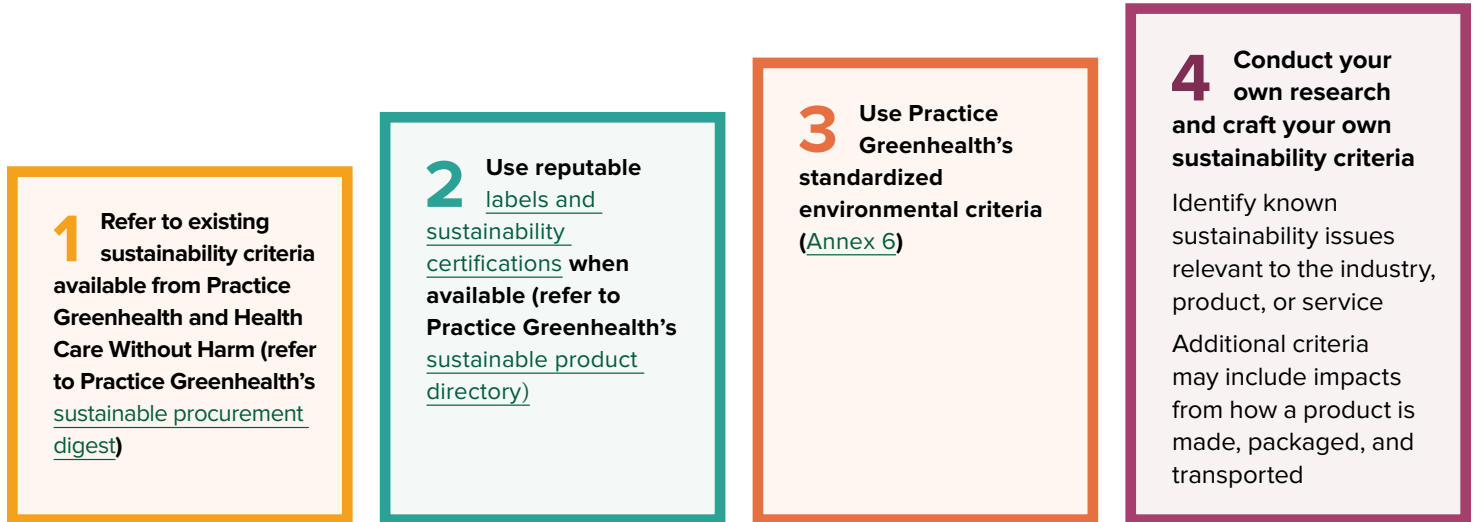 1 Refer to existing
sustainability criteria
available from Practice
Greenhealth and Health
Care Without Harm (refer
to Practice Greenhealth’s
sustainable procurement
digest)
2 Use reputable
labels and
sustainability
certifications when
available (refer to
Practice Greenhealth’s
sustainable product
directory)
3 Use Practice
Greenhealth’s
standardized
environmental criteria
(Annex 6)
4 Conduct your
own research
and craft your own
sustainability criteria
Identify known
sustainability issues
relevant to the industry,
product, or service
Additional criteria
may include impacts
from how a product is
made, packaged, and
transported